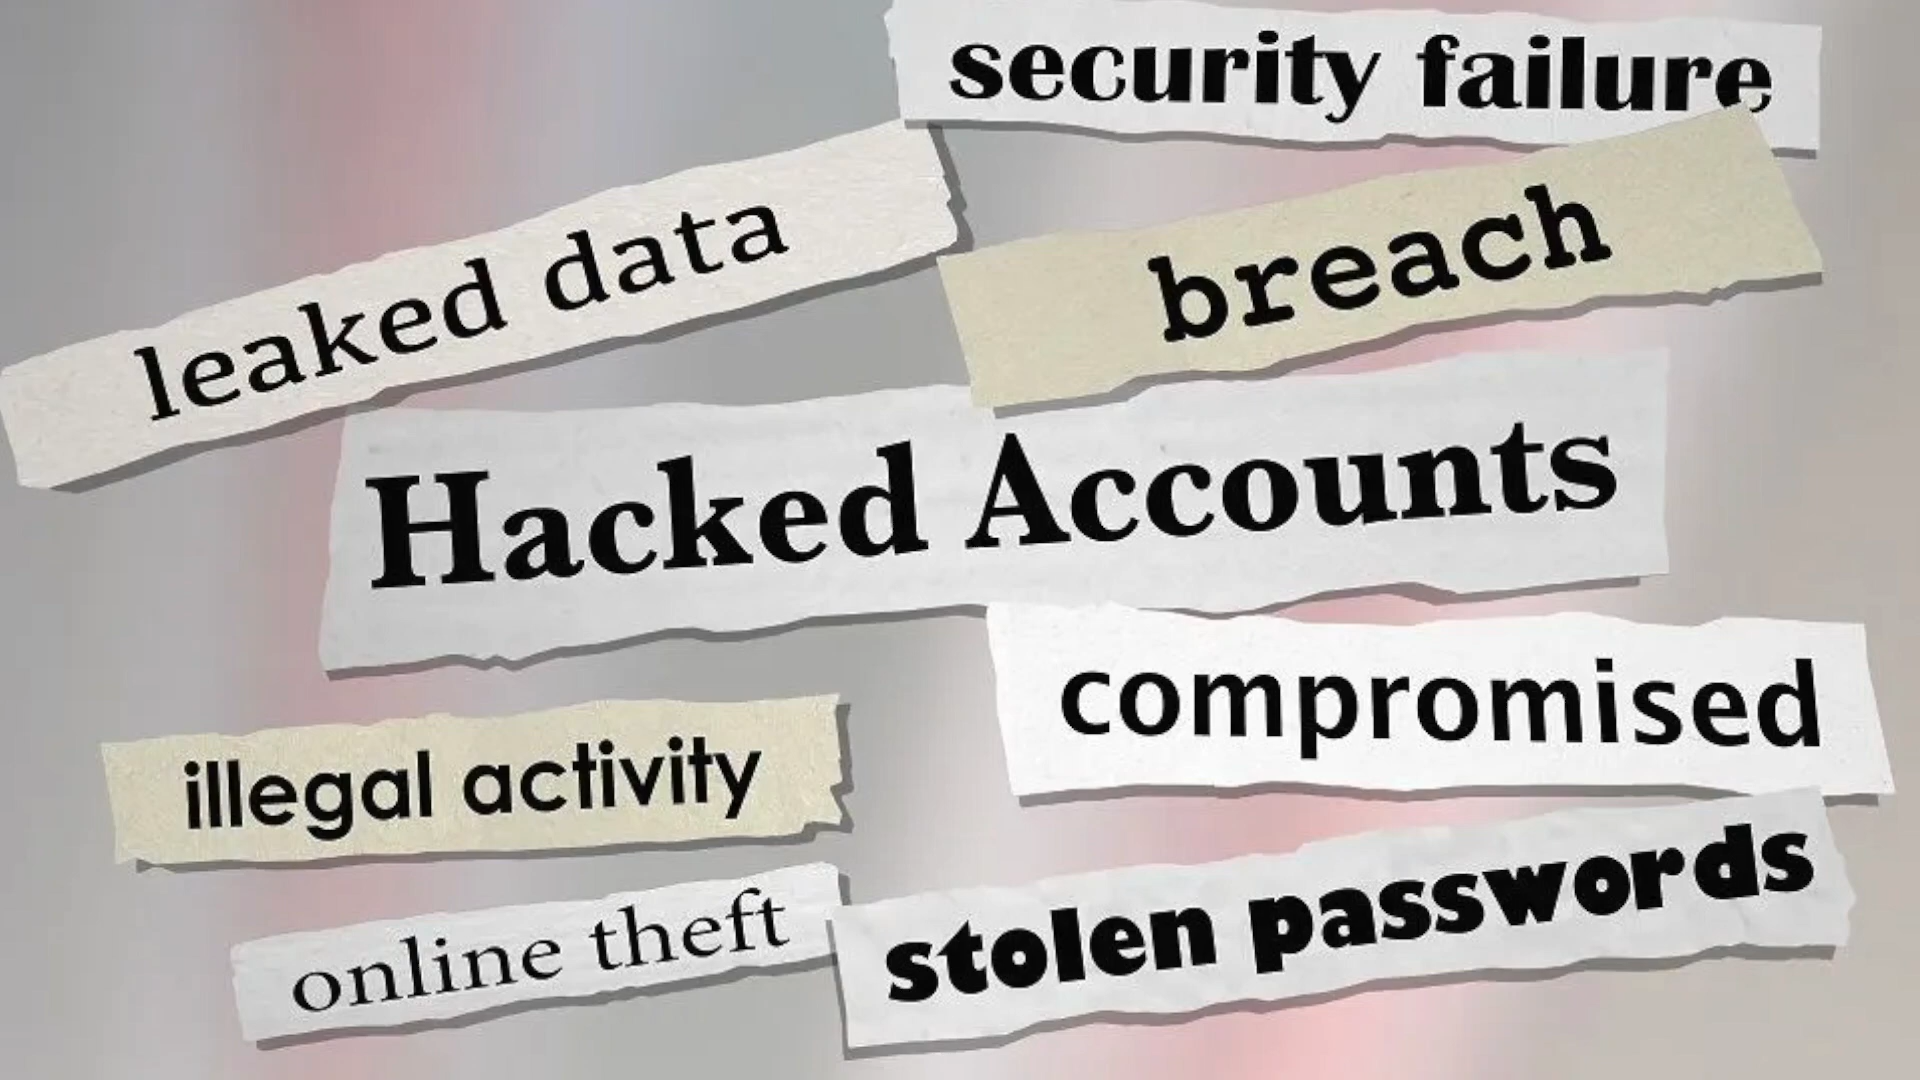 security failure
leaked data
breach
Hacked Accounts
compromised
illegal activity
stolen passwords
online theft